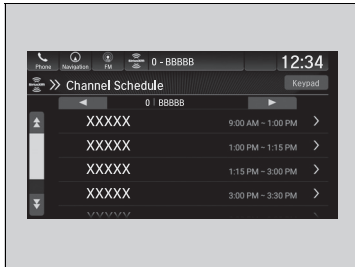 Phone Navigation FM SiriusXM 0 - BBBBB 12:34
SiriusXM Channel Schedule Keypad
0 BBBBB
XXXXX 9:00 AM ~ 1:00 PM
XXXXX 1:00 PM ~ 1:15 PM
XXXXX 1:15 PM ~ 3:00 PM
XXXXX 3:00 PM ~ 3:30 PM